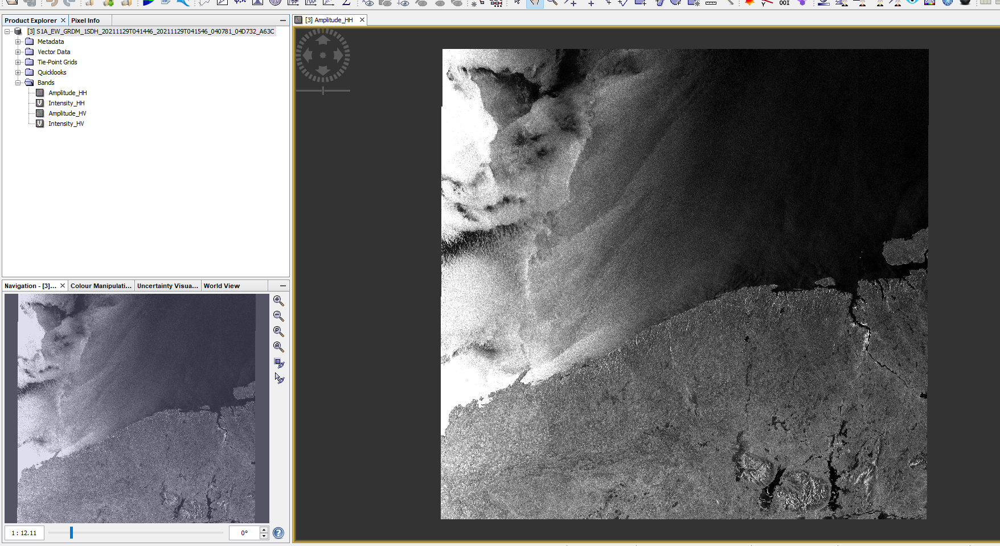 OOI
Product Explorer
Pixel Info
[3] Amplitude_HH
[3] S1A_EW_GRDM_1SDH_20211129T041446_20211129T041546_040781_04D732_A63C
Metadata
Vector Data
Tie-Point Grids
Quicklooks
Bands
Amplitude_HH
Intensity_HH
Amplitude_HV
Intensity_HV
Navigation - [3]...
Colour Manipulati...
Uncertainty Visua...
World View
1 : 12.11
0°